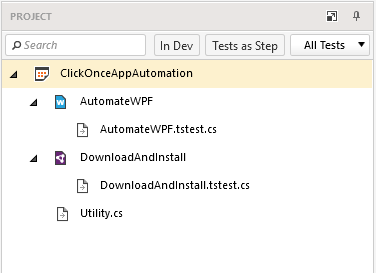 PROJECT
Search In Dev Tests as Step All Tests
ClickOnceAppAutomation
W AutomateWPF
AutomateWPF.tstest.cs
DownloadAndInstall
DownloadAndInstall.tstest.cs
Utility.cs